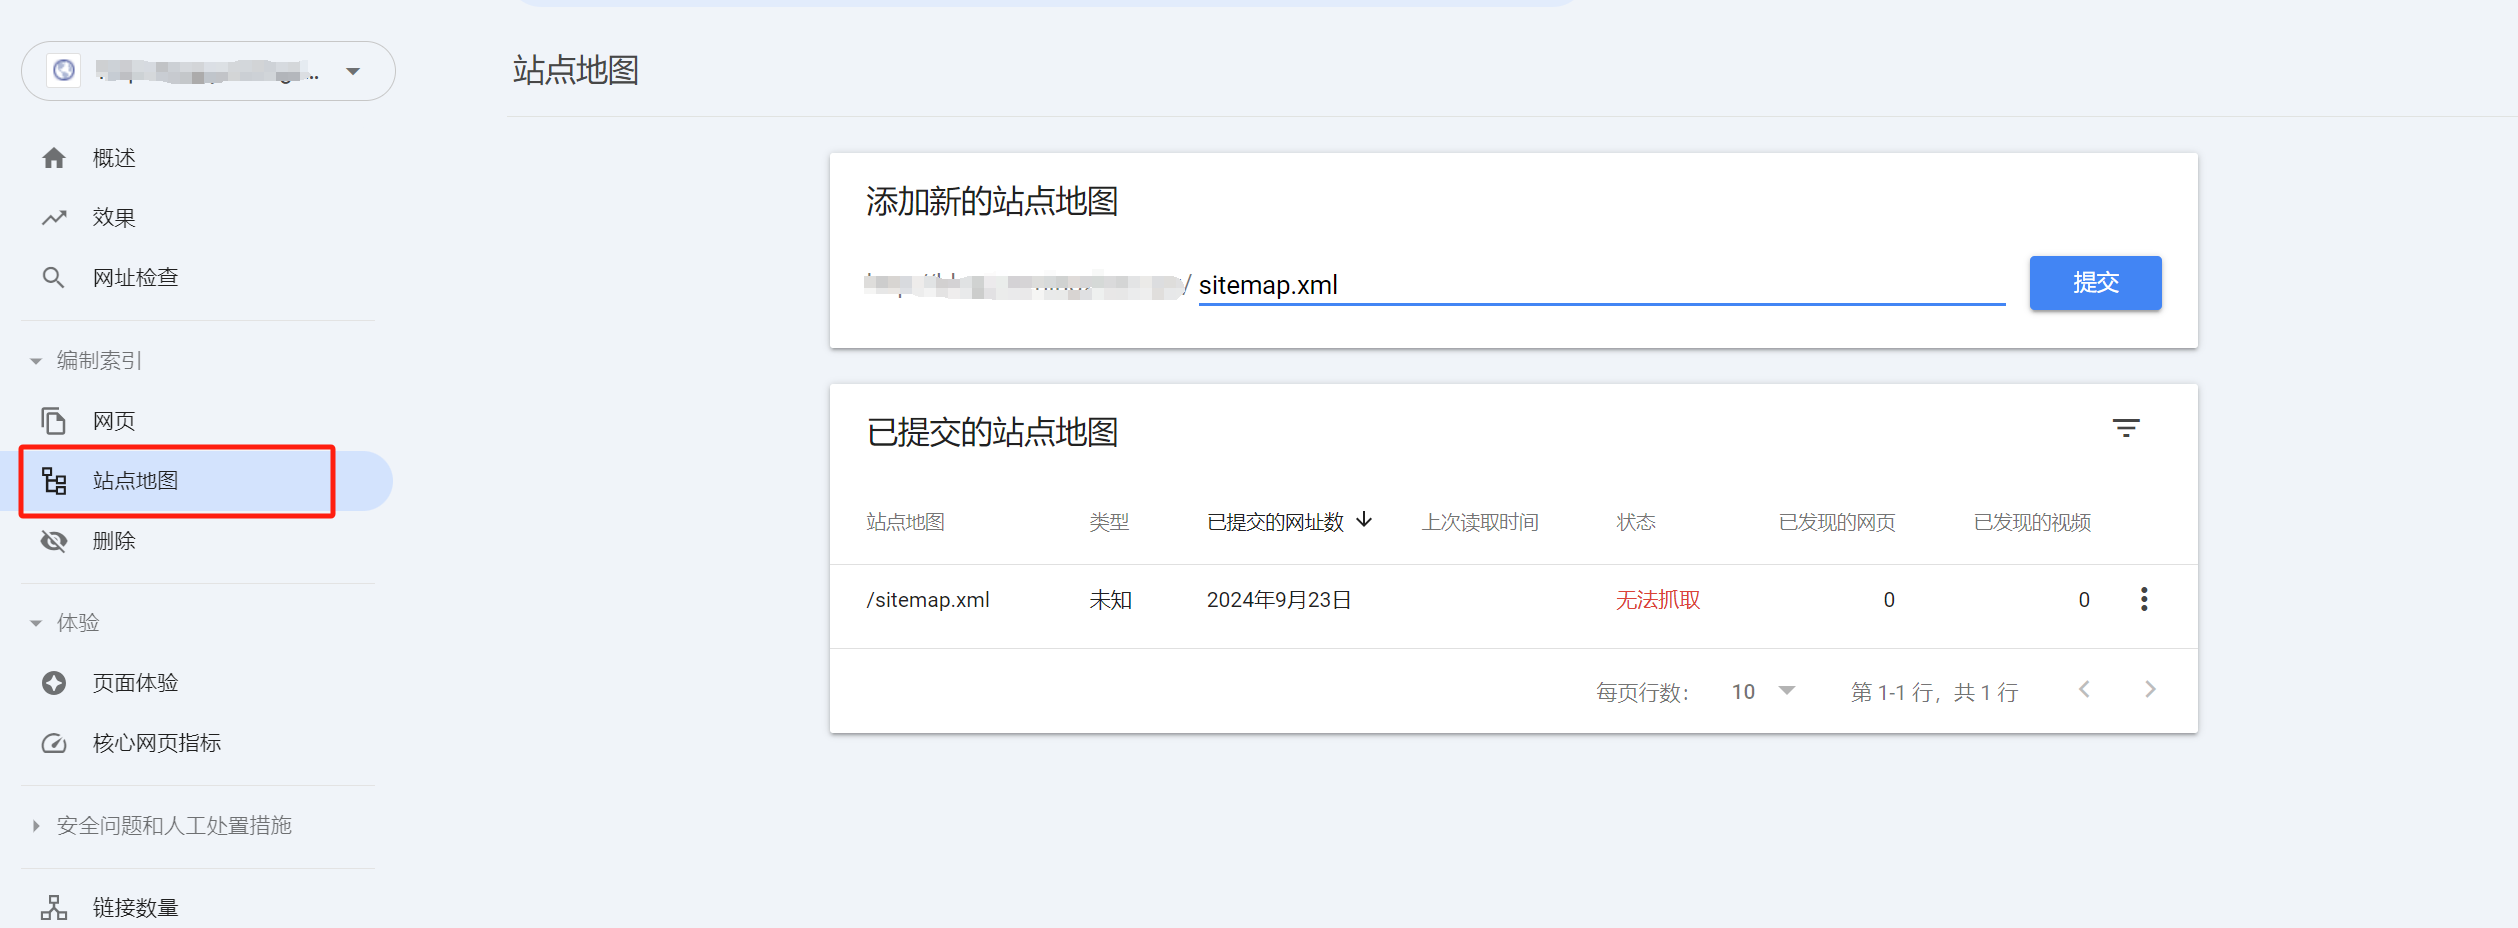 站点地图
概述
效果
网址检查
编制索引
网页
站点地图
删除
体验
页面体验
核心网页指标
安全问题和人工处置措施
链接数量
添加新的站点地图
/ sitemap.xml
提交
已提交的站点地图
站点地图 类型 已提交的网址数 上次读取时间 状态 已发现的网页 已发现的视频
/sitemap.xml 未知 2024年9月23日 无法抓取 0 0
每页行数: 10 第 1-1 行，共 1 行